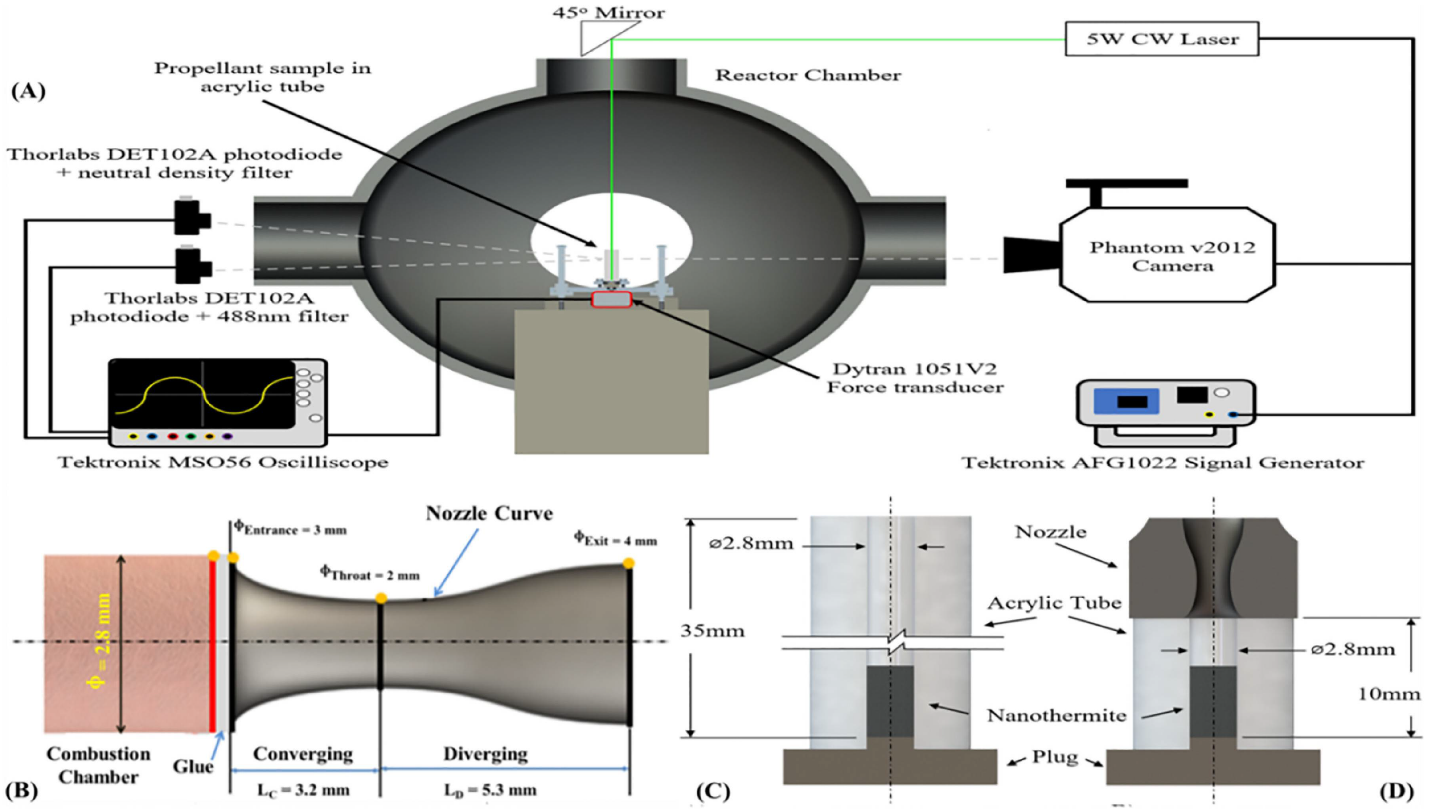 45° Mirror
5W CW Laser
Propellant sample in
acrylic tube
Reactor Chamber
(A)
Thorlabs DET102A photodiode
+ neutral density filter
Phantom v2012
Camera
Thorlabs DET102A
photodiode + 488nm filter
Dytran 1051V2
Force transducer
Tektronix MSO56 Oscilliscope
Tektronix AFG1022 Signal Generator
ϕEntrance = 3 mm
Nozzle Curve
ϕExit = 4 mm
ϕThroat = 2 mm
ϕ = 2.8 mm
Combustion
Chamber
Glue
Converging
Diverging
LC = 3.2 mm
LD = 5.3 mm
(B)
⌀2.8mm
35mm
Nozzle
Acrylic Tube
⌀2.8mm
10mm
Nanothermite
Plug
(C)
(D)